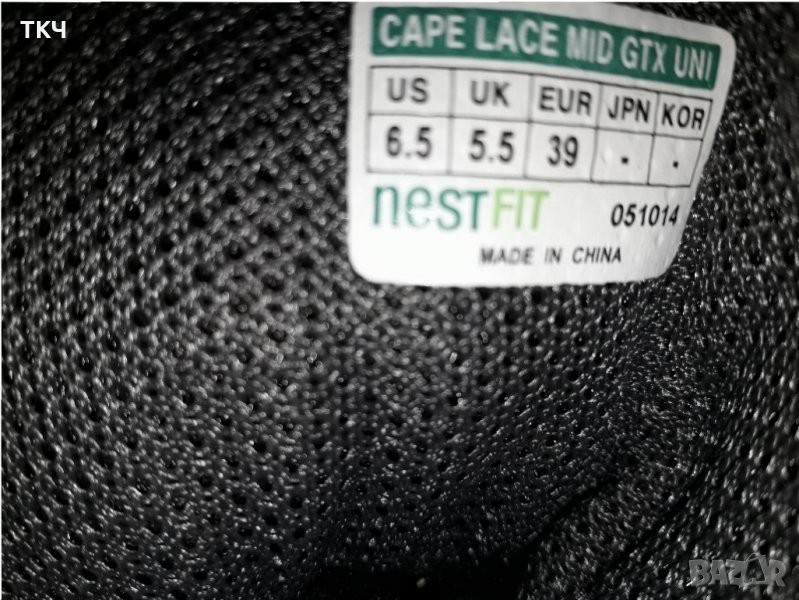 ТКЧ
CAPE LACE MID GTX UNI
US UK EUR JPN KOR
6.5 5.5 39 - -
nesTFIT 051014
MADE IN CHINA
BAZAR